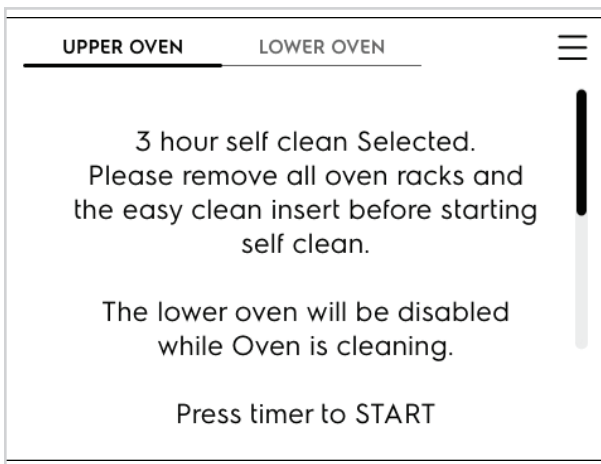 UPPER OVEN LOWER OVEN
3 hour self clean Selected.
Please remove all oven racks and
the easy clean insert before starting
self clean.
The lower oven will be disabled
while Oven is cleaning.
Press timer to START